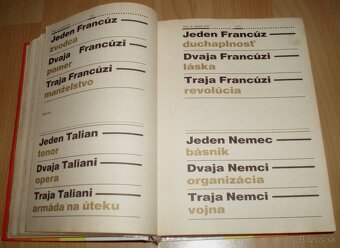 Jeden Francúz
zvodca
Dvaja Francúzi
pomer
Traja Francúzi
manželstvo
Jeden Talian
tenor
Dvaja Taliani
opera
Traja Taliani
armáda na úteku
Jeden Francúz
duchaplnosť
Dvaja Francúzi
láska
Traja Francúzi
revolúcia
Jeden Nemec
básnik
Dvaja Nemci
organizácia
Traja Nemci
vojna